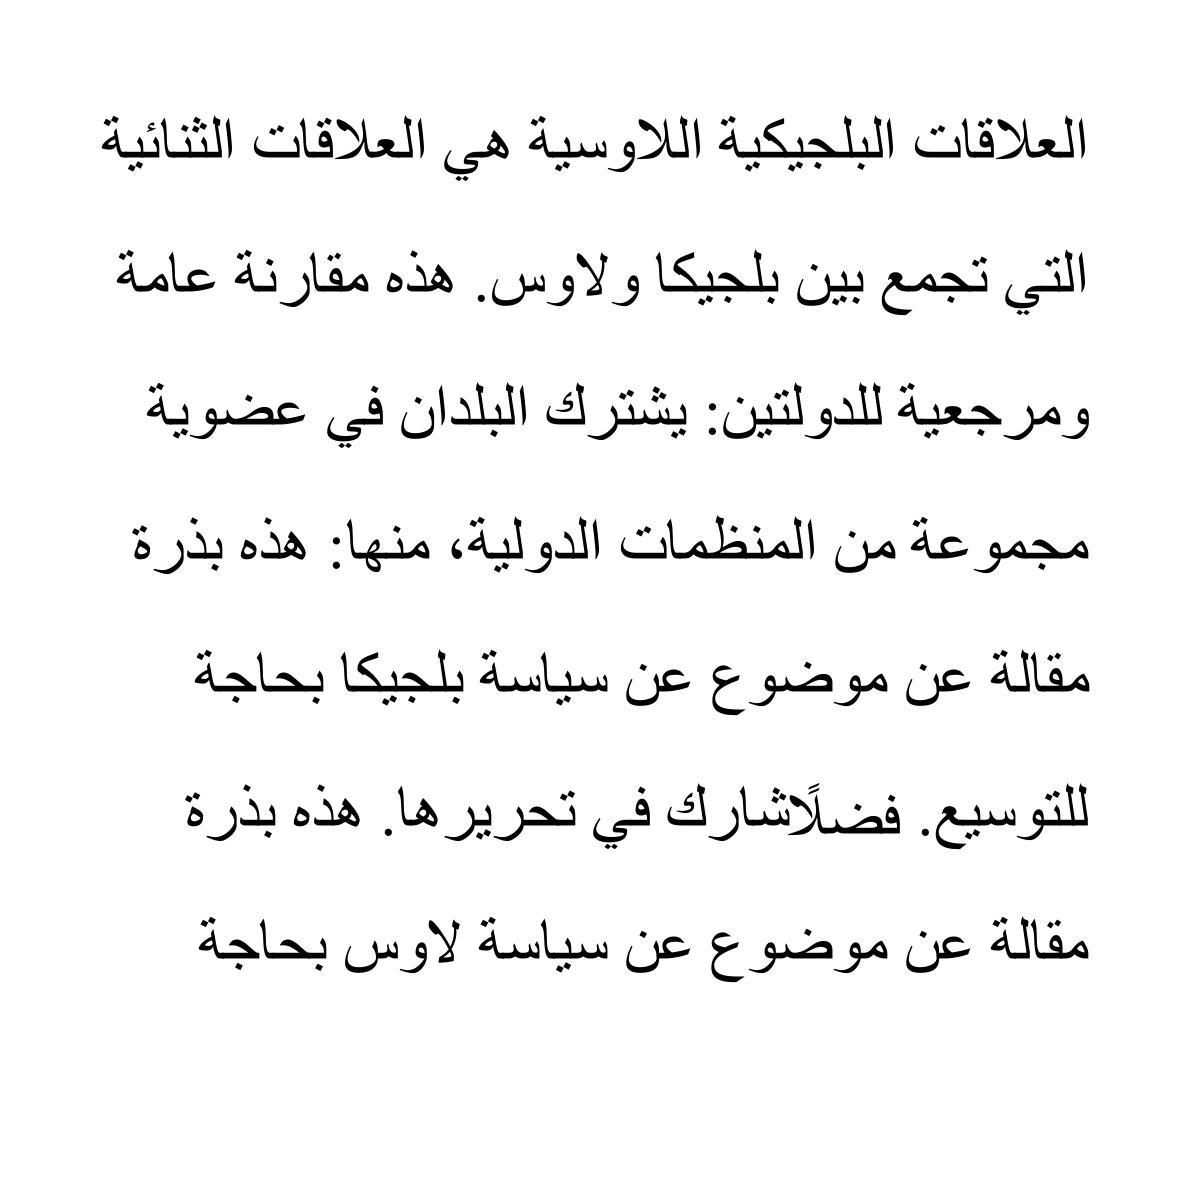 العلاقات البلجيكية اللاوسية هي العلاقات الثنائية
التي تجمع بين بلجيكا ولاوس. هذه مقارنة عامة
ومرجعية للدولتين: يشترك البلدان في عضوية
مجموعة من المنظمات الدولية، منها: هذه بذرة
مقالة عن موضوع عن سياسة بلجيكا بحاجة
للتوسيع. فضلًاشارك في تحريرها. هذه بذرة
مقالة عن موضوع عن سياسة لاوس بحاجة